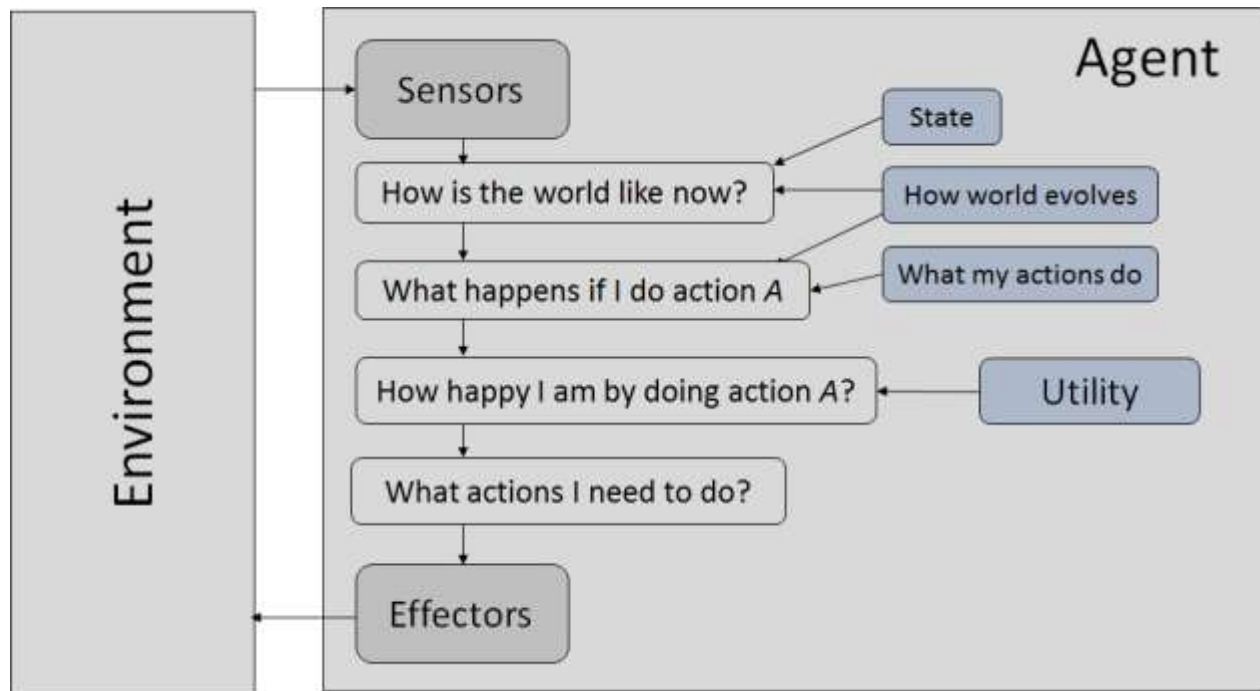 Agent
Environment
Sensors
State
How is the world like now?
How world evolves
What happens if I do action A
What my actions do
How happy I am by doing action A?
Utility
What actions I need to do?
Effectors